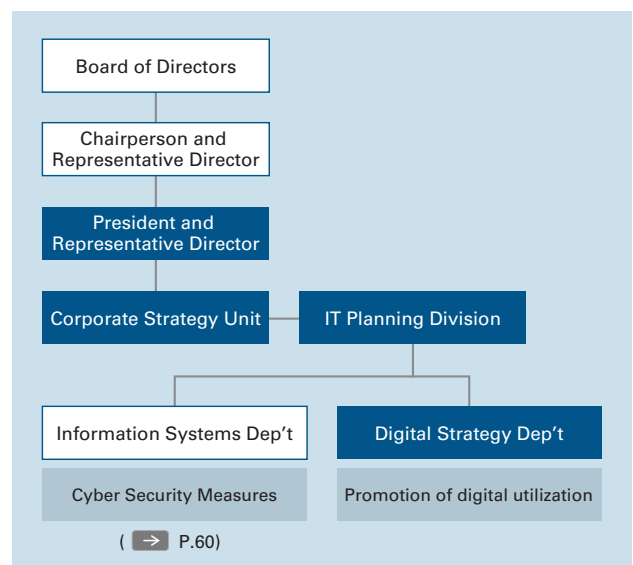 Board of Directors
Chairperson and
Representative Director
President and
Representative Director
Corporate Strategy Unit
IT Planning Division
Information Systems Dep’t
Digital Strategy Dep’t
Cyber Security Measures
Promotion of digital utilization
( → P.60)